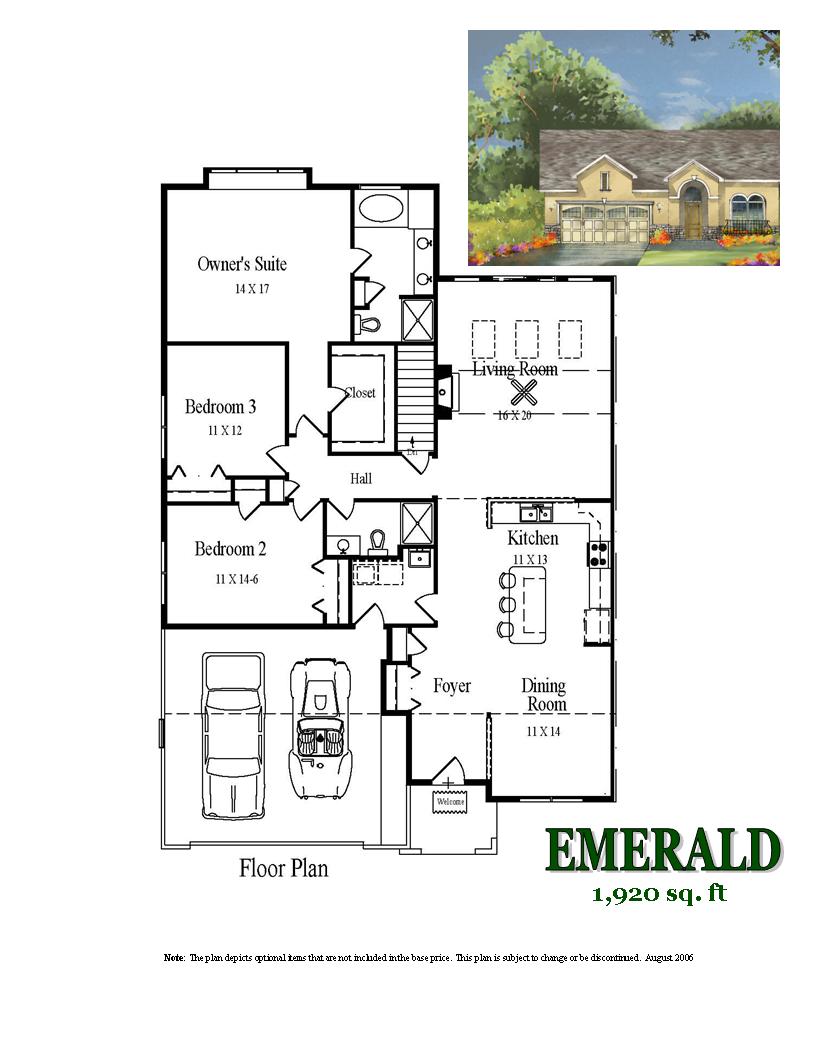 Owner's Suite
14 X 17
Living Room
16 X 20
Closet
Bedroom 3
11 X 12
Dn
Hall
Kitchen
11 X 13
Bedroom 2
11 X 14-6
Foyer
Dining
Room
11 X 14
Welcome
Floor Plan
EMERALD
1,920 sq. ft
Note: The plan depicts optional items that are not included in the base price. This plan is subject to change or be discontinued. August 2006